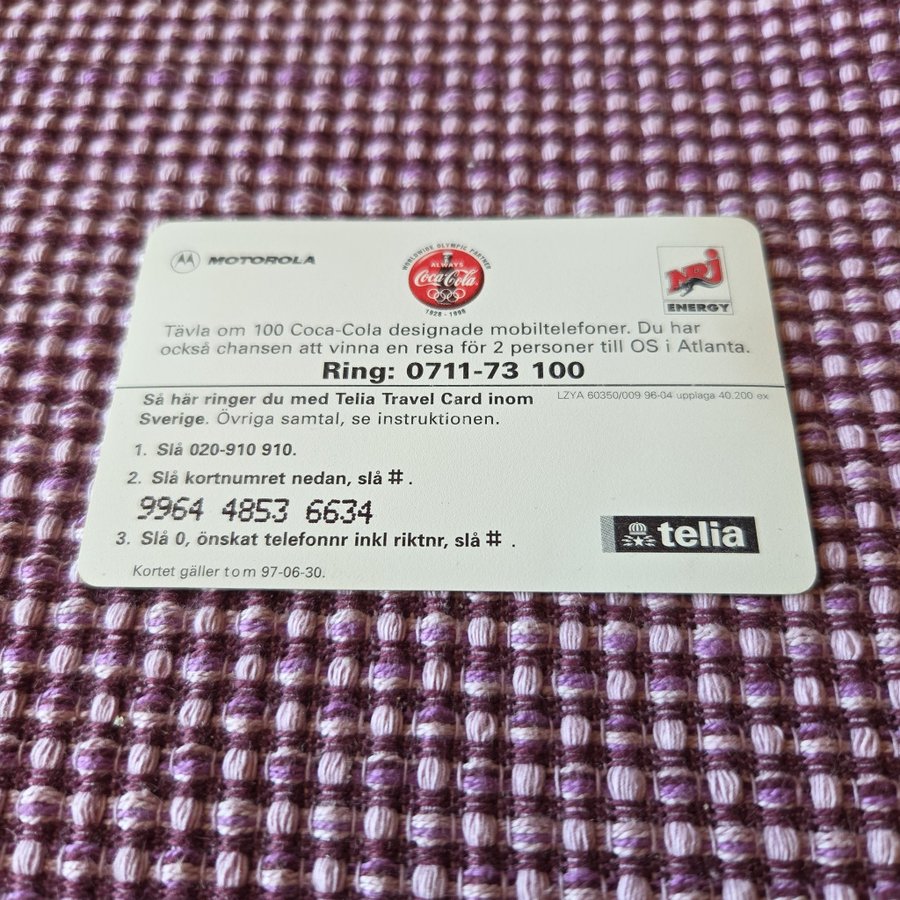 MOTOROLA
WORLDWIDE OLYMPIC PARTNER
ALWAYS
Coca-Cola
1928 - 1996
NRJ
ENERGY
Tävla om 100 Coca-Cola designade mobiltelefoner. Du har
också chansen att vinna en resa för 2 personer till OS i Atlanta.
Ring: 0711-73 100
Så här ringer du med Telia Travel Card inom
LZYA 60350/009 96-04 upplaga 40.200 ex
Sverige. Övriga samtal, se instruktionen.
1. Slå 020-910 910.
2. Slå kortnumret nedan, slå # .
9964 4853 6634
3. Slå 0, önskat telefonnr inkl riktnr, slå # .
telia
Kortet gäller tom 97-06-30.